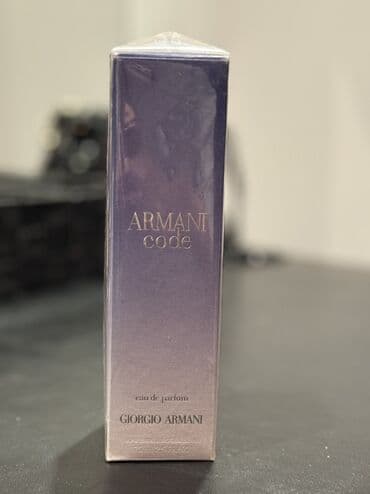 ARMANI
code
eau de parfum
GIORGIO ARMANI